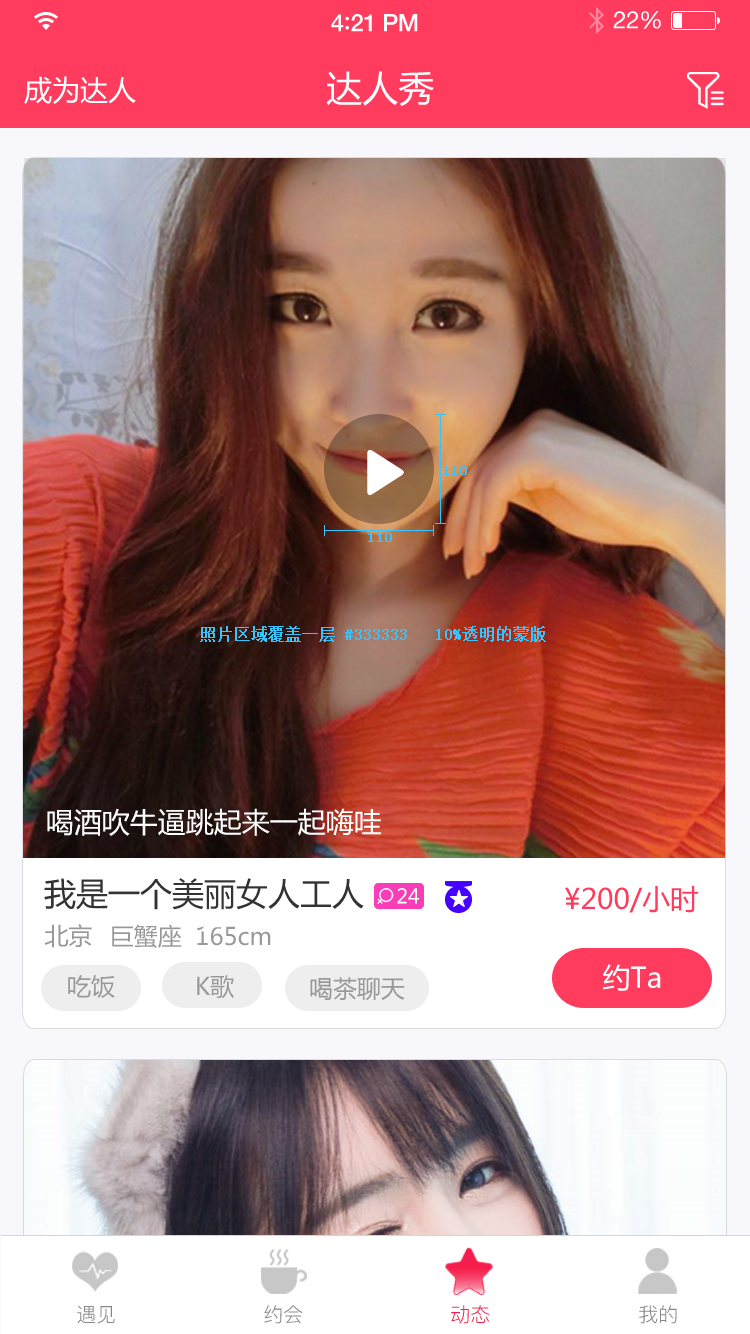 4:21 PM 22%
成为达人 达人秀
110
110
照片区域覆盖一层 #333333 10%透明的蒙版
喝酒吹牛逼跳起来一起嗨哇
我是一个美丽女人工人 24 ¥200/小时
北京 巨蟹座 165cm
吃饭 K歌 喝茶聊天 约Ta
遇见 约会 动态 我的